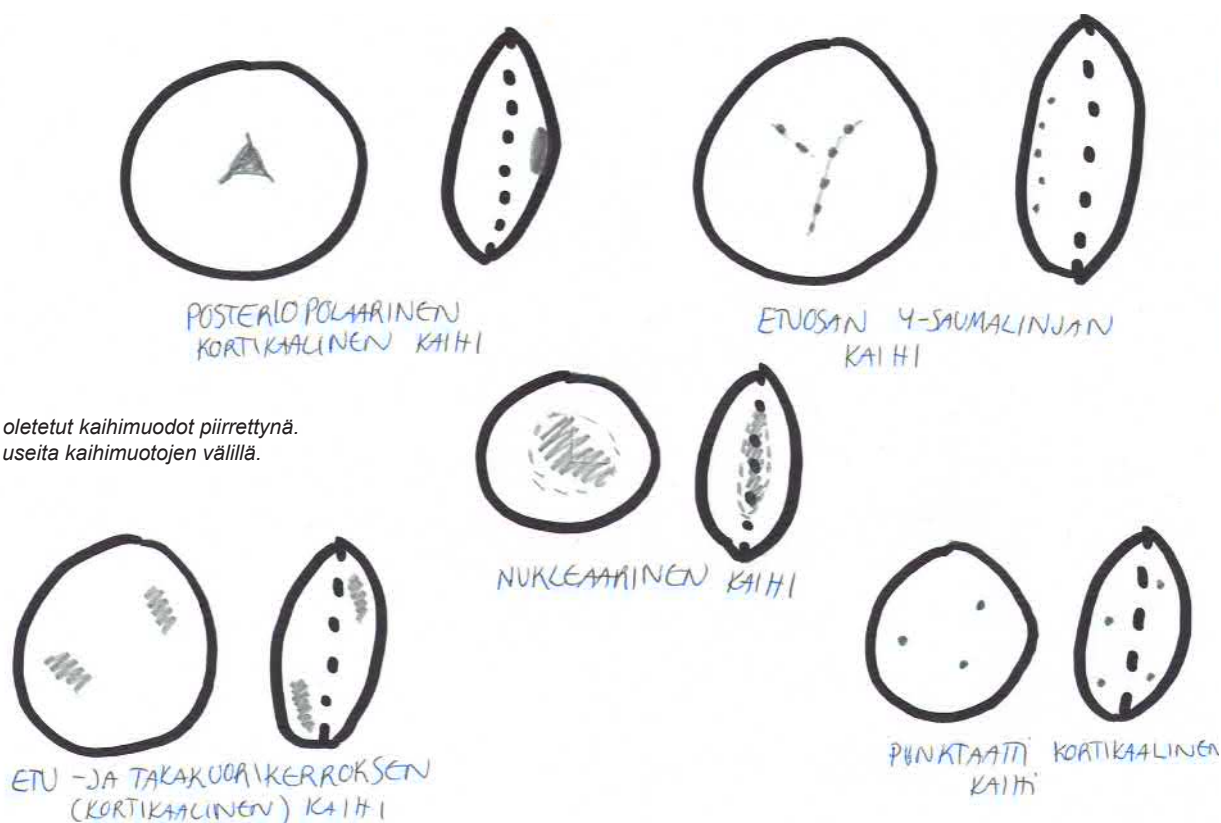 POSTERIOPOLAARINEN
KORTIKAALINEN KAIHI
ETUOSAN Y-SAUMALINJAN
KAIHI
oletetut kaihimuodot piirrettynä.
useita kaihimuotojen välillä.
NUKLEAARINEN KAIHI
ETU -JA TAKAKUORIKERROKSEN
(KORTIKAALINEN) KAIHI
PUNKTAATTI KORTIKAALINEN
KAIHI